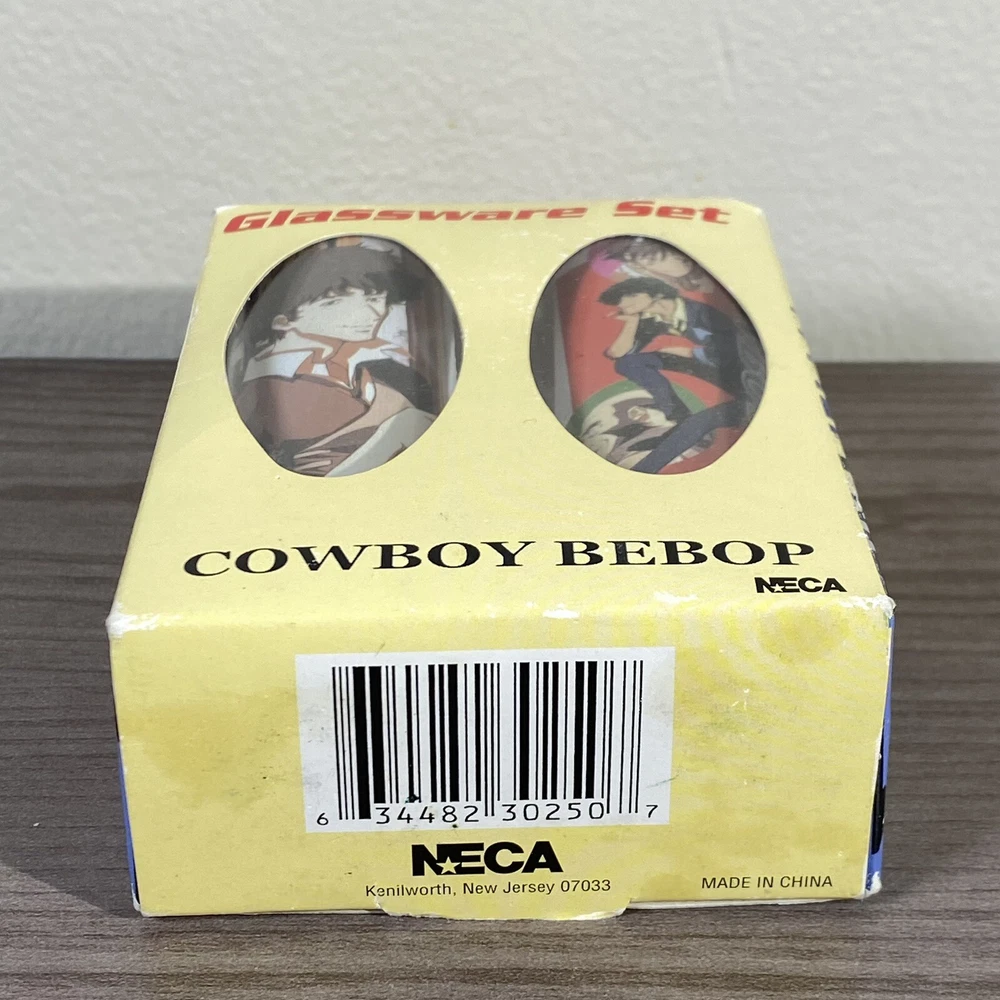 Glassware Set
COWBOY BEBOP
NECA
6 34482 30250 7
NECA
Kenilworth, New Jersey 07033
MADE IN CHINA